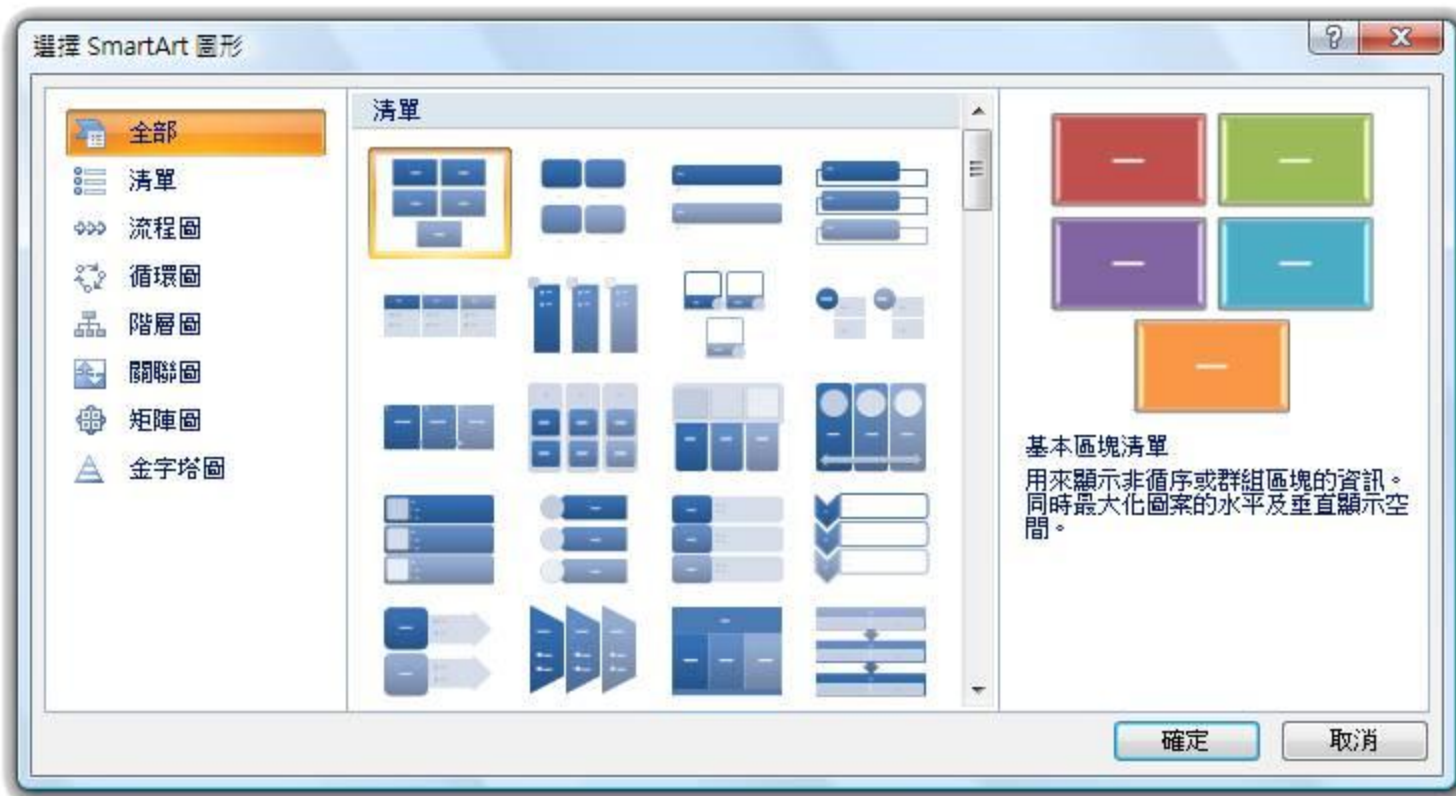 選擇 SmartArt 圖形
全部
清單
流程圖
循環圖
階層圖
關聯圖
矩陣圖
金字塔圖
清單
基本區塊清單
用來顯示非循序或群組區塊的資訊。
同時最大化圖案的水平及垂直顯示空
間。
確定
取消